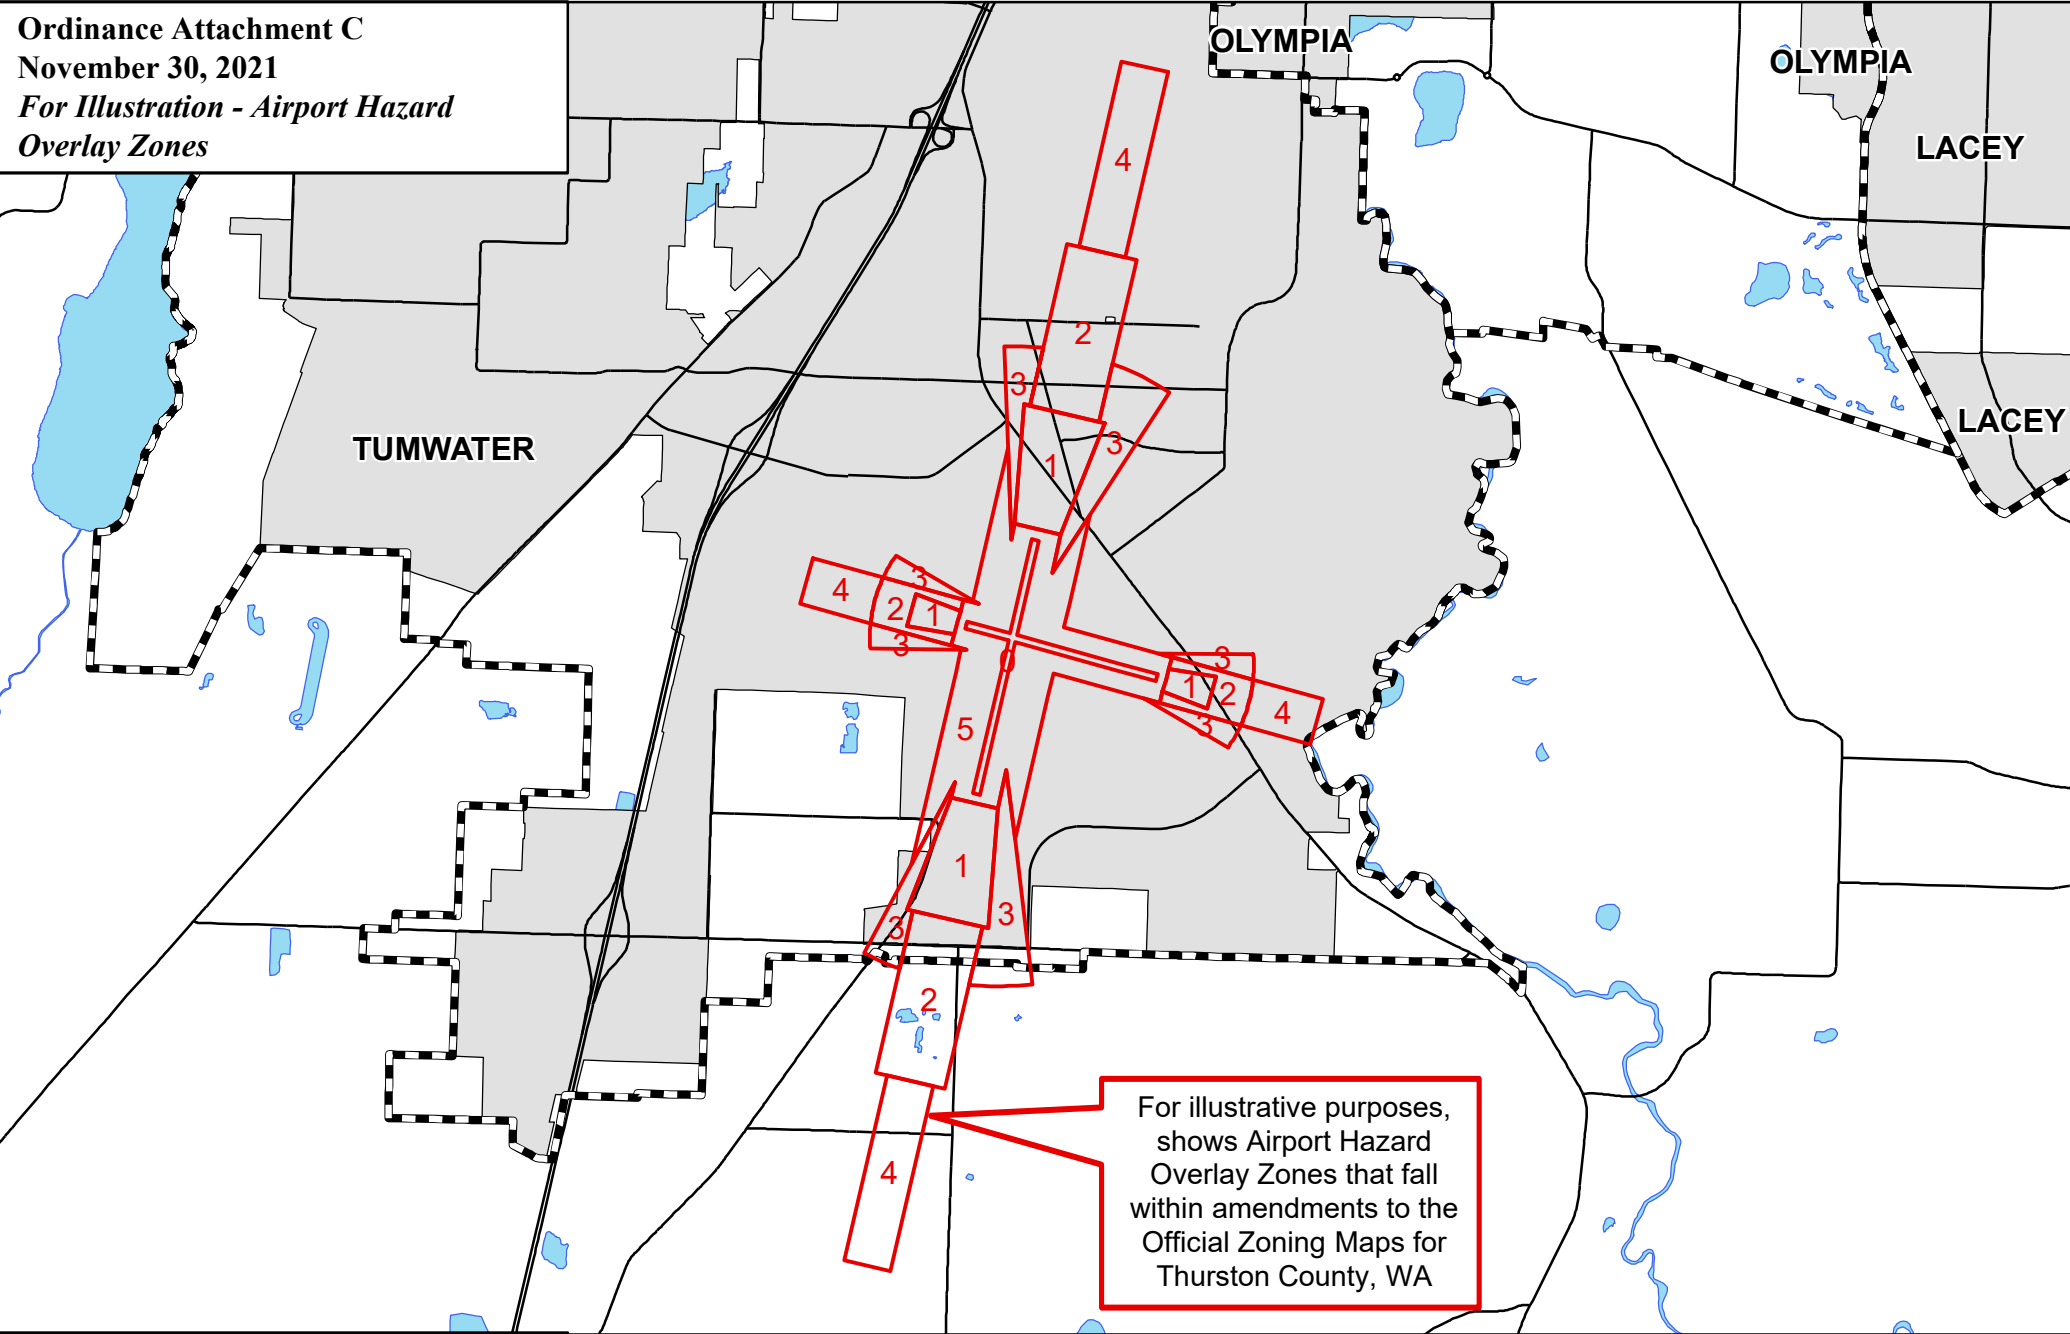 Ordinance Attachment C
November 30, 2021
For Illustration - Airport Hazard
Overlay Zones
OLYMPIA
OLYMPIA
LACEY
4
2
3
3
1
LACEY
TUMWATER
3
4
2
1
3
0
3
1
2
4
3
5
1
3
3
2
4
For illustrative purposes,
shows Airport Hazard
Overlay Zones that fall
within amendments to the
Official Zoning Maps for
Thurston County, WA